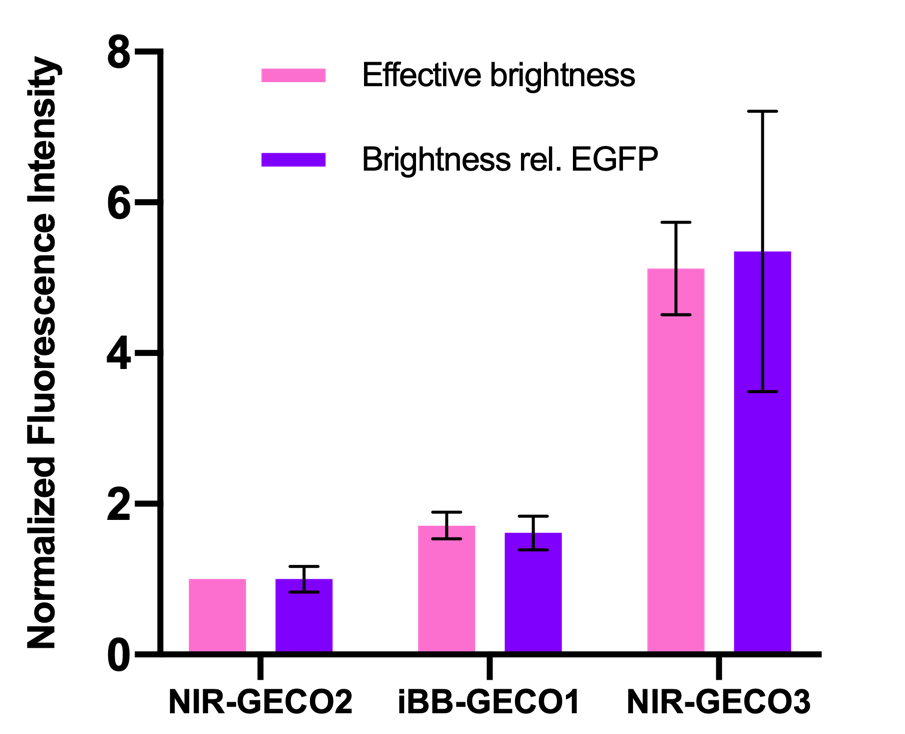 Normalized Fluorescence Intensity
8
6
4
2
0
Effective brightness
Brightness rel. EGFP
NIR-GECO2
iBB-GECO1
NIR-GECO3